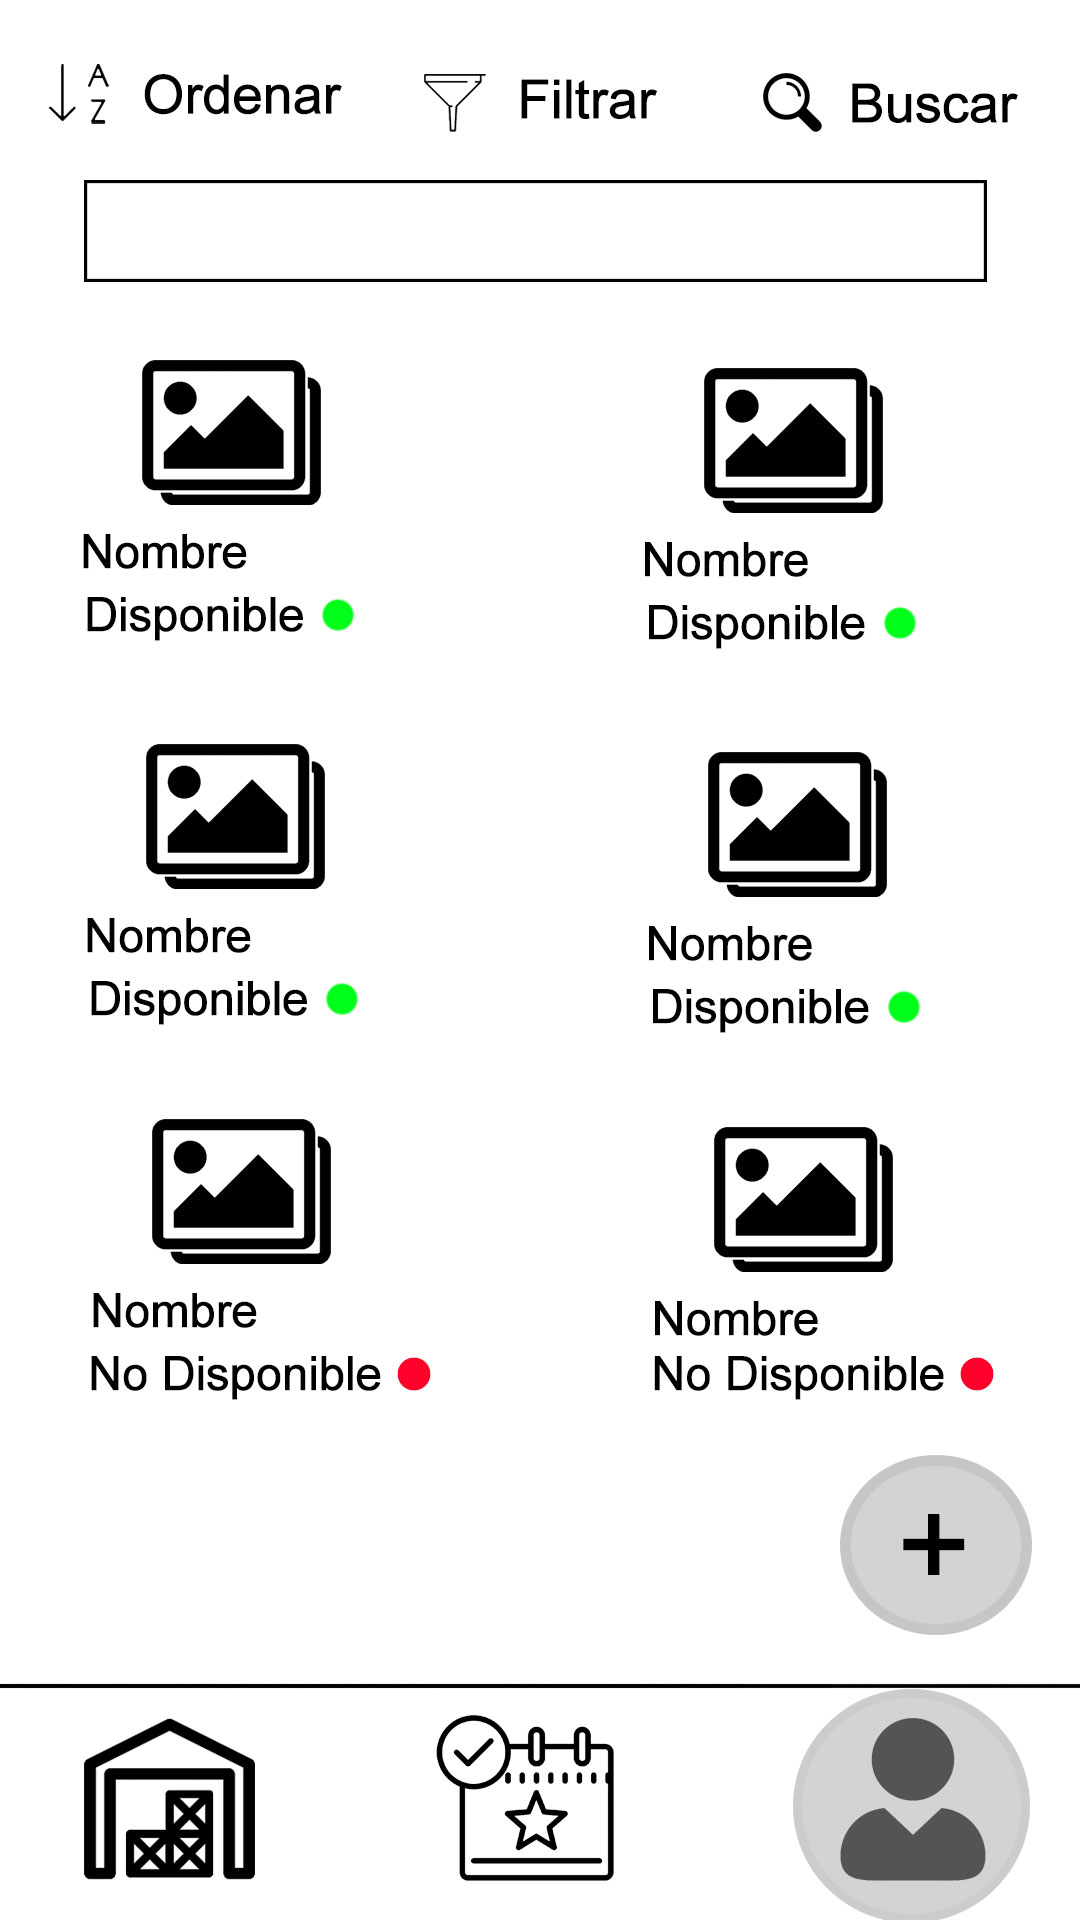 A
Z
Ordenar
Filtrar
Buscar
Nombre
Disponible
Nombre
Disponible
Nombre
Disponible
Nombre
Disponible
Nombre
No Disponible
Nombre
No Disponible
+